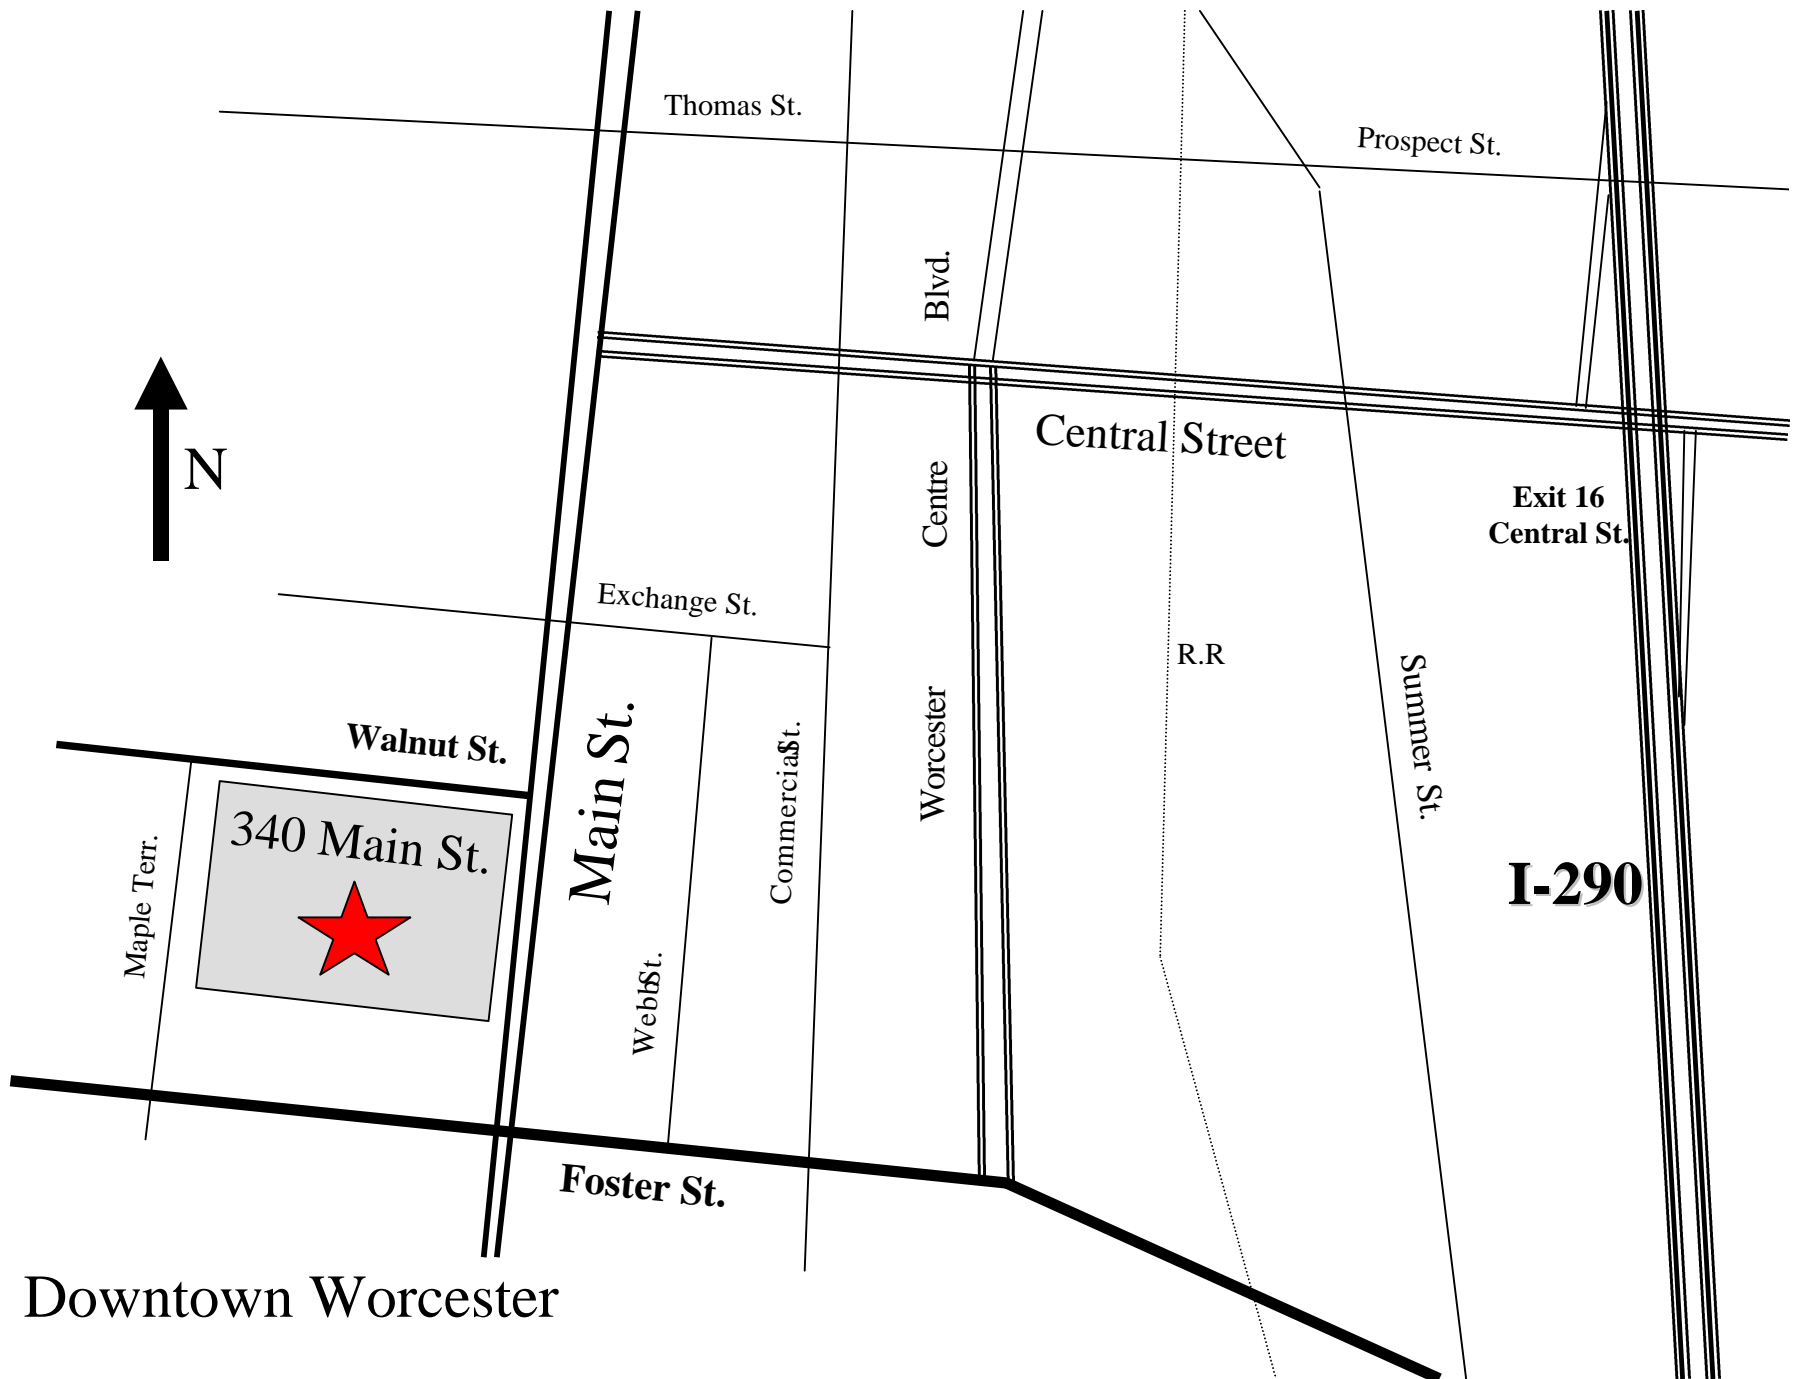 Thomas St.
Prospect St.
Blvd.
Central Street
N
Centre
Exit 16
Central St.
Exchange St.
R.R
Summer St.
Worcester
Main St.
Commercial St.
Walnut St.
340 Main St.
Maple Terr.
I-290
Webb St.
Foster St.
Downtown Worcester